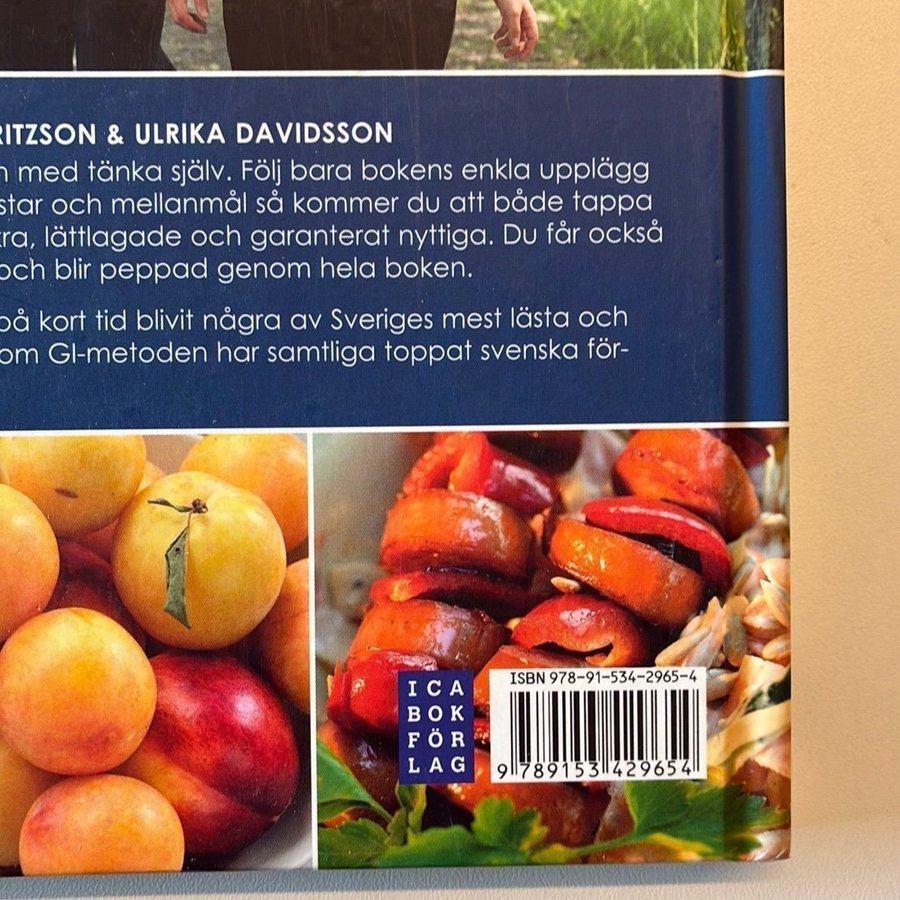 RITZSON & ULRIKA DAVIDSSON
med tänka själv. Följ bara bokens enkla upplägg
och mellanmål så kommer du att både tappa
lättlagade och garanterat nyttiga. Du får också
och blir peppad genom hela boken.
på kort tid blivit några av Sveriges mest lästa och
om GI-metoden har samtliga toppat svenska för-
ICA
BOK
FÖR
LAG
ISBN 978-91-534-2965-4
9 789153 429654